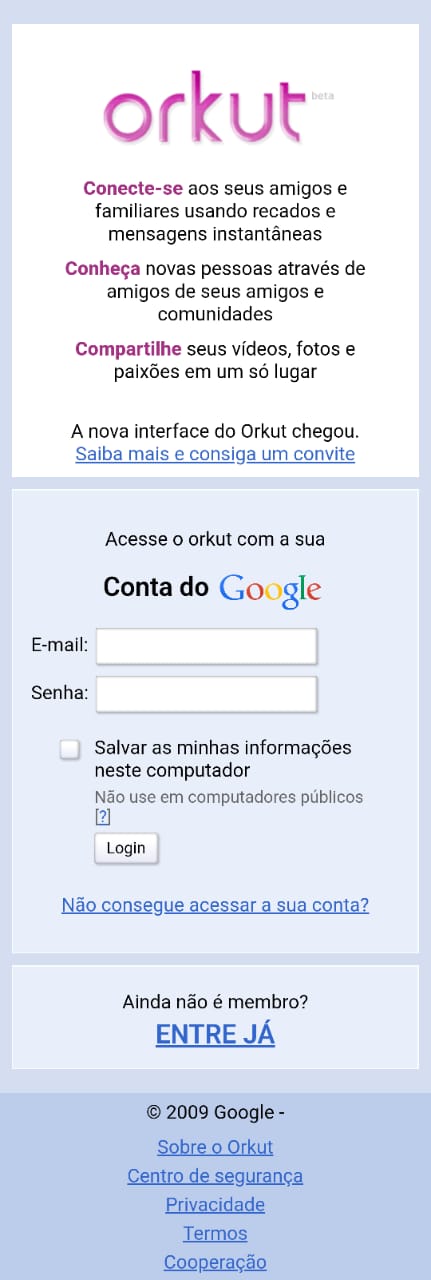 orkut beta
Conecte-se aos seus amigos e
familiares usando recados e
mensagens instantâneas
Conheça novas pessoas através de
amigos de seus amigos e
comunidades
Compartilhe seus vídeos, fotos e
paixões em um só lugar
A nova interface do Orkut chegou.
Saiba mais e consiga um convite
Acesse o orkut com a sua
Conta do Google
E-mail:
Senha:
Salvar as minhas informações
neste computador
Não use em computadores públicos
[?]
Login
Não consegue acessar a sua conta?
Ainda não é membro?
ENTRE JÁ
© 2009 Google -
Sobre o Orkut
Centro de segurança
Privacidade
Termos
Cooperação